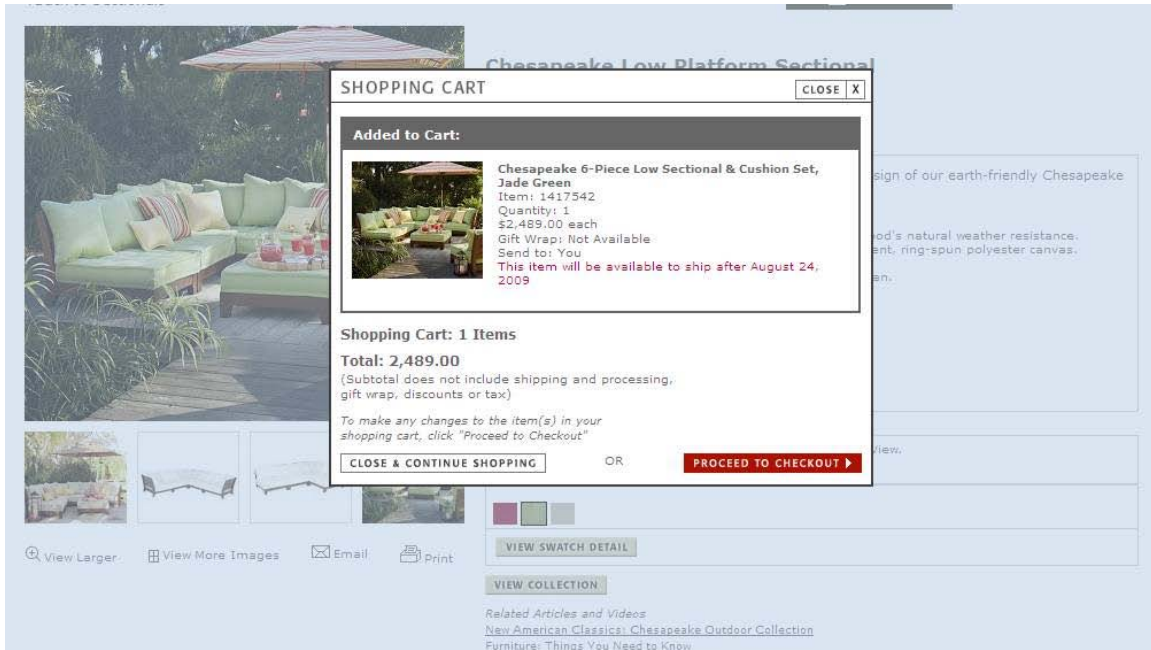 Chesapeake Low Platform Sectional
SHOPPING CART
CLOSE X
Added to Cart:
Chesapeake 6-Piece Low Sectional & Cushion Set,
Jade Green
Item: 1417542
Quantity: 1
$2,489.00 each
Gift Wrap: Not Available
Send to: You
This item will be available to ship after August 24,
2009
Shopping Cart: 1 Items
Total: 2,489.00
(Subtotal does not include shipping and processing,
gift wrap, discounts or tax)
To make any changes to the item(s) in your
shopping cart, click "Proceed to Checkout"
CLOSE & CONTINUE SHOPPING
OR
PROCEED TO CHECKOUT
sign of our earth-friendly Chesapeake
od's natural weather resistance.
ent, ring-spun polyester canvas.
en.
View.
View Larger
View More Images
Email
Print
VIEW SWATCH DETAIL
VIEW COLLECTION
Related Articles and Videos
New American Classics: Chesapeake Outdoor Collection
Furniture: Things You Need to Know